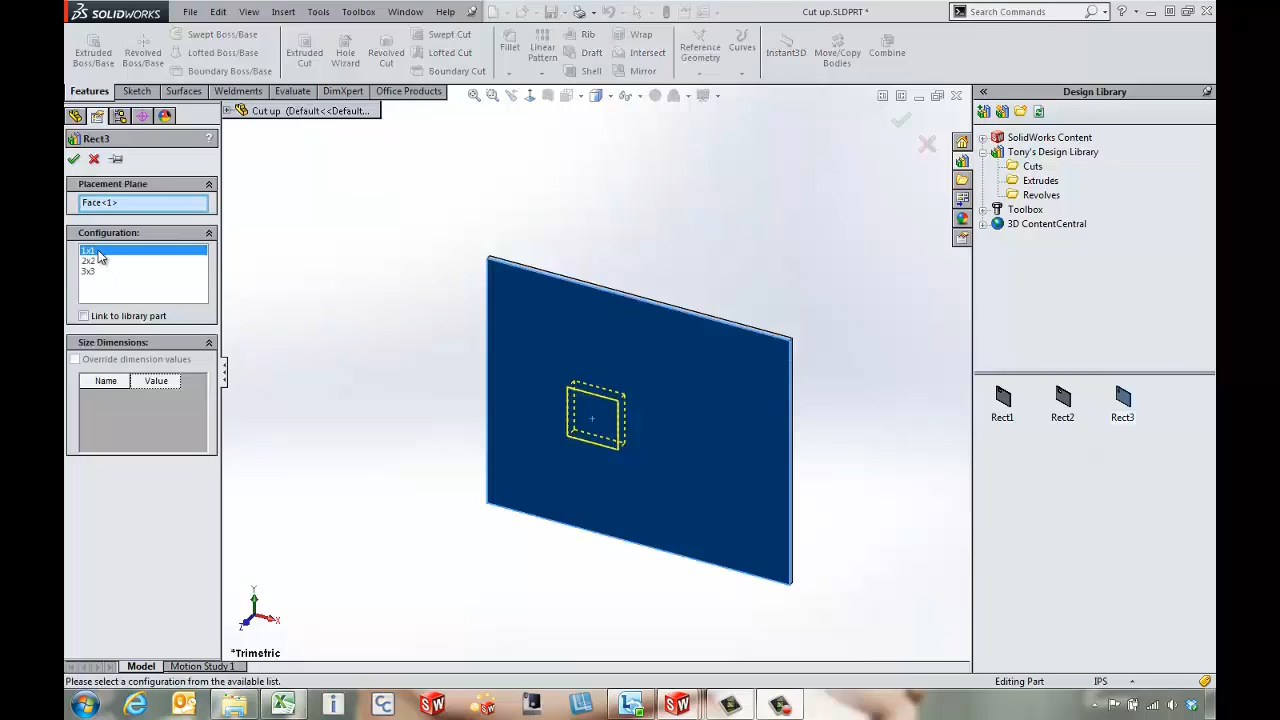 SOLIDWORKS File Edit View Insert Tools Toolbox Window Help Cut up.SLDPRT * Search Commands
Extruded Boss/Base
Revolved Boss/Base
Swept Boss/Base
Lofted Boss/Base
Boundary Boss/Base
Extruded Cut
Hole Wizard
Revolved Cut
Swept Cut
Lofted Cut
Boundary Cut
Fillet
Linear Pattern
Rib
Draft
Shell
Wrap
Intersect
Mirror
Reference Geometry
Curves
Instant3D
Move/Copy Bodies
Combine
Features Sketch Surfaces Weldments Evaluate DimXpert Office Products
Cut up (Default<<Default...
Rect3 ?
Placement Plane
Face<1>
Configuration:
1x1
2x2
3x3
Link to library part
Size Dimensions:
Override dimension values
Name Value
Y
X
Z
*Trimetric
Design Library
SolidWorks Content
Tony's Design Library
Cuts
Extrudes
Revolves
Toolbox
3D ContentCentral
Rect1 Rect2 Rect3
Model Motion Study 1
Please select a configuration from the available list. Editing Part IPS